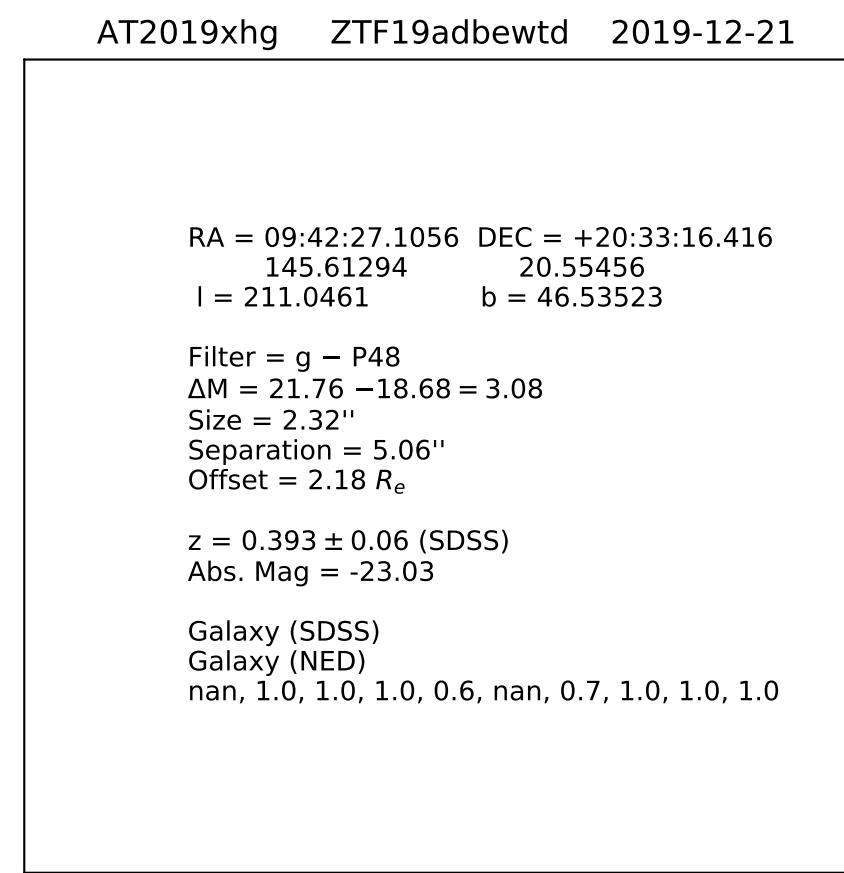 AT2019xhg ZTF19adbewtd 2019-12-21
RA = 09:42:27.1056 DEC = +20:33:16.416
145.61294 20.55456
l = 211.0461 b = 46.53523
Filter = g − P48
ΔM = 21.76 −18.68 = 3.08
Size = 2.32''
Separation = 5.06''
Offset = 2.18 Rₑ
z = 0.393 ± 0.06 (SDSS)
Abs. Mag = -23.03
Galaxy (SDSS)
Galaxy (NED)
nan, 1.0, 1.0, 1.0, 0.6, nan, 0.7, 1.0, 1.0, 1.0